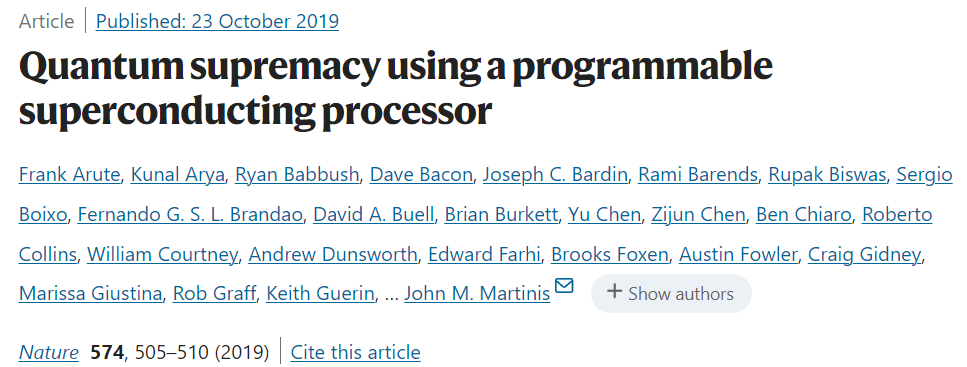 Article | Published: 23 October 2019
Quantum supremacy using a programmable
superconducting processor
Frank Arute, Kunal Arya, Ryan Babbush, Dave Bacon, Joseph C. Bardin, Rami Barends, Rupak Biswas, Sergio
Boixo, Fernando G. S. L. Brandao, David A. Buell, Brian Burkett, Yu Chen, Zijun Chen, Ben Chiaro, Roberto
Collins, William Courtney, Andrew Dunsworth, Edward Farhi, Brooks Foxen, Austin Fowler, Craig Gidney,
Marissa Giustina, Rob Graff, Keith Guerin, ... John M. Martinis + Show authors
Nature 574, 505–510 (2019) | Cite this article